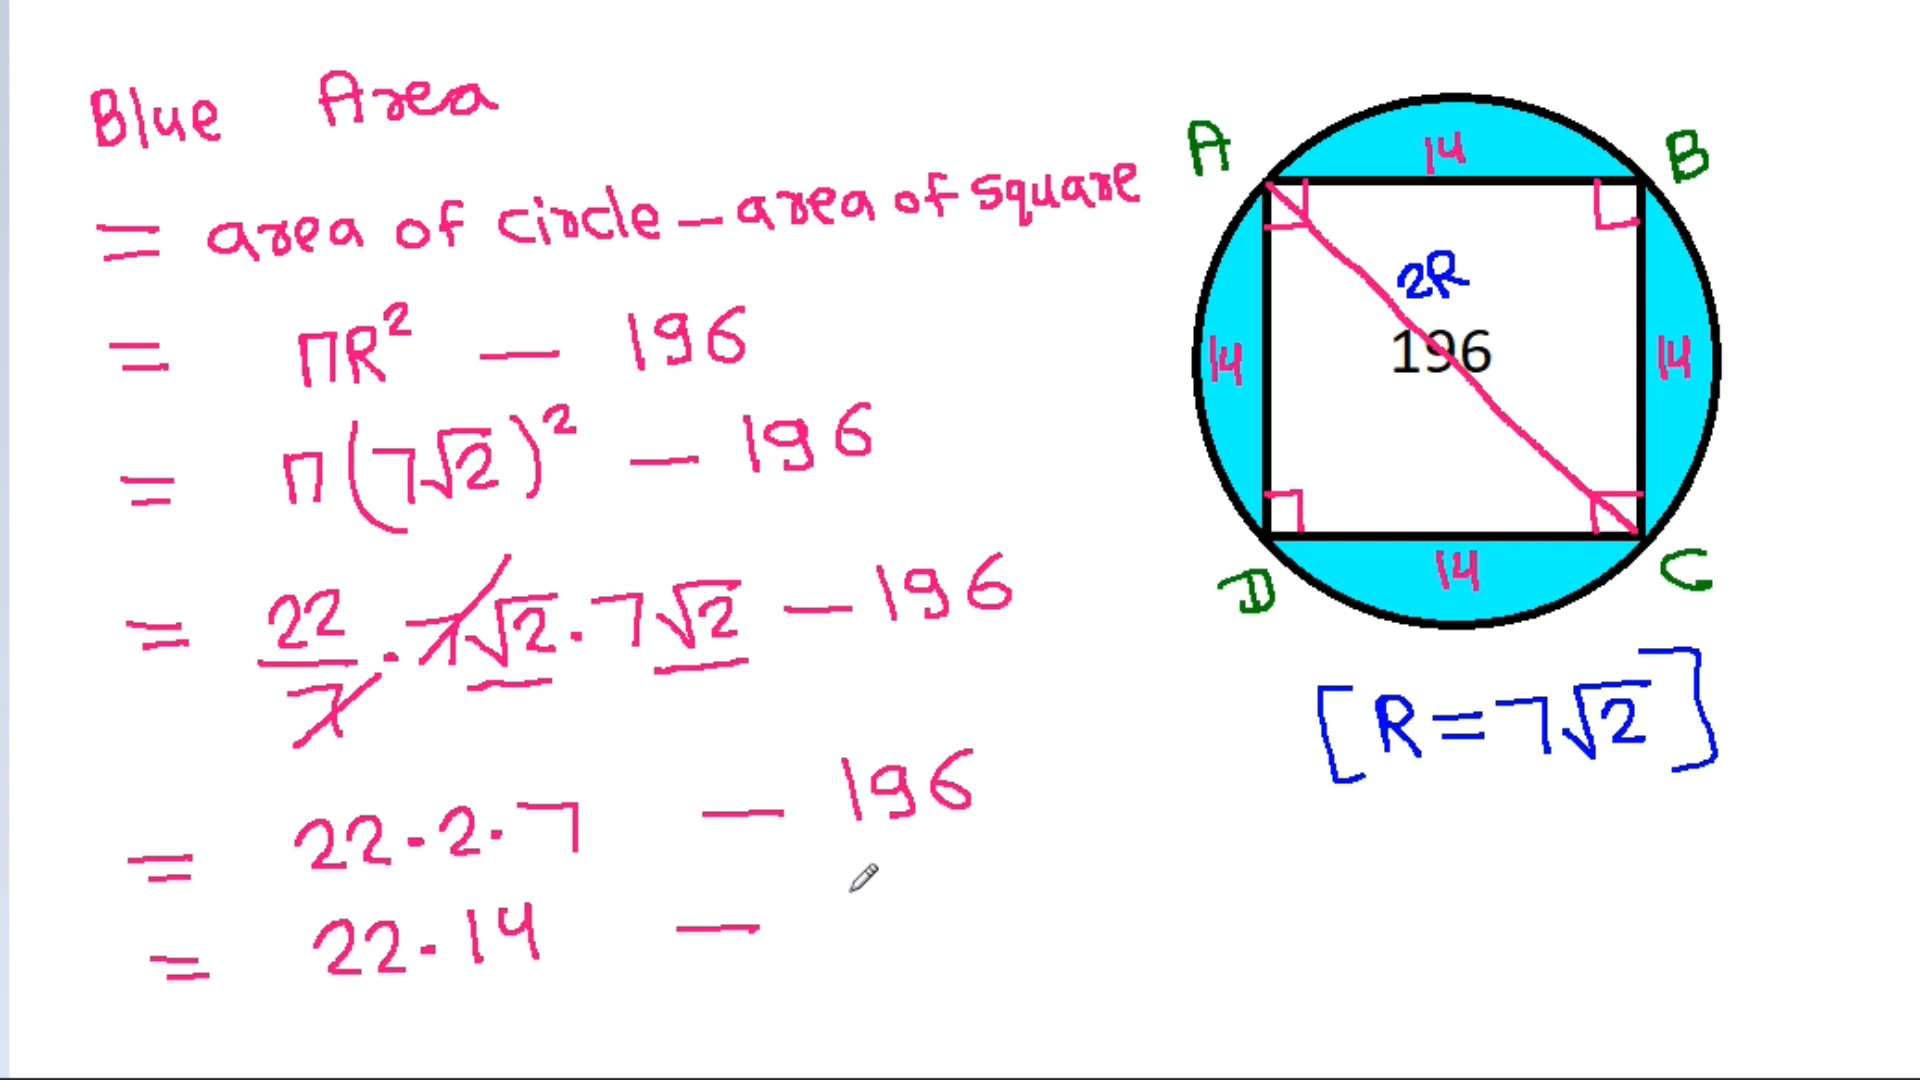 Blue Area
= area of circle - area of square
= πR² - 196
= π(7√2)² - 196
= 22/7 · 7√2 · 7√2 - 196
= 22 · 2 · 7 - 196
= 22 · 14 -
A
14
B
2R
196
14
14
14
D
C
[R = 7√2]